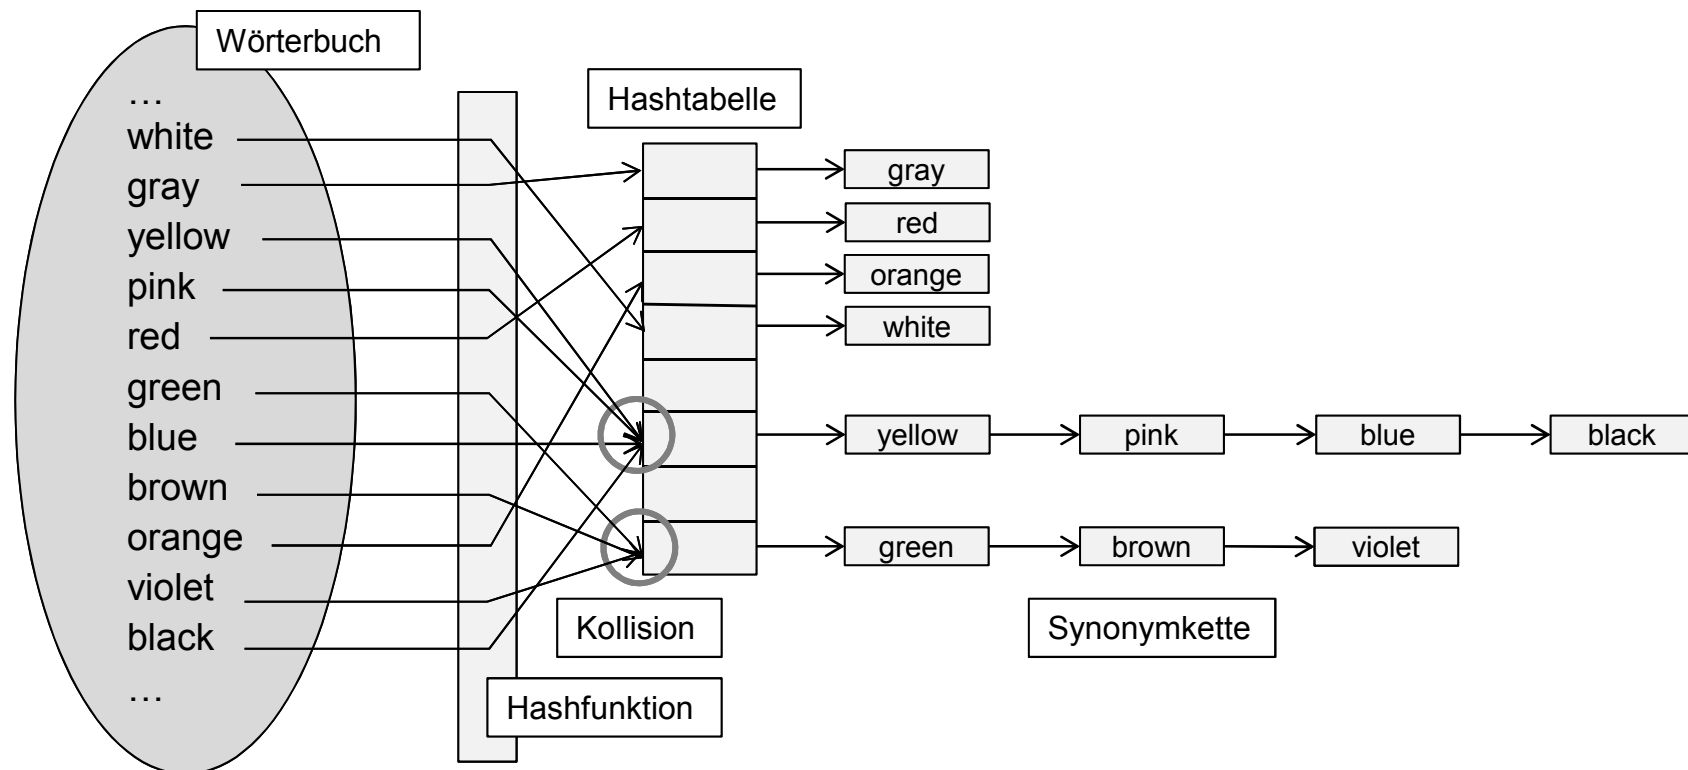 Wörterbuch
…
white
gray
yellow
pink
red
green
blue
brown
orange
violet
black
…
Hashfunktion
Hashtabelle
Kollision
gray
red
orange
white
yellow pink blue black
green brown violet
Synonymkette